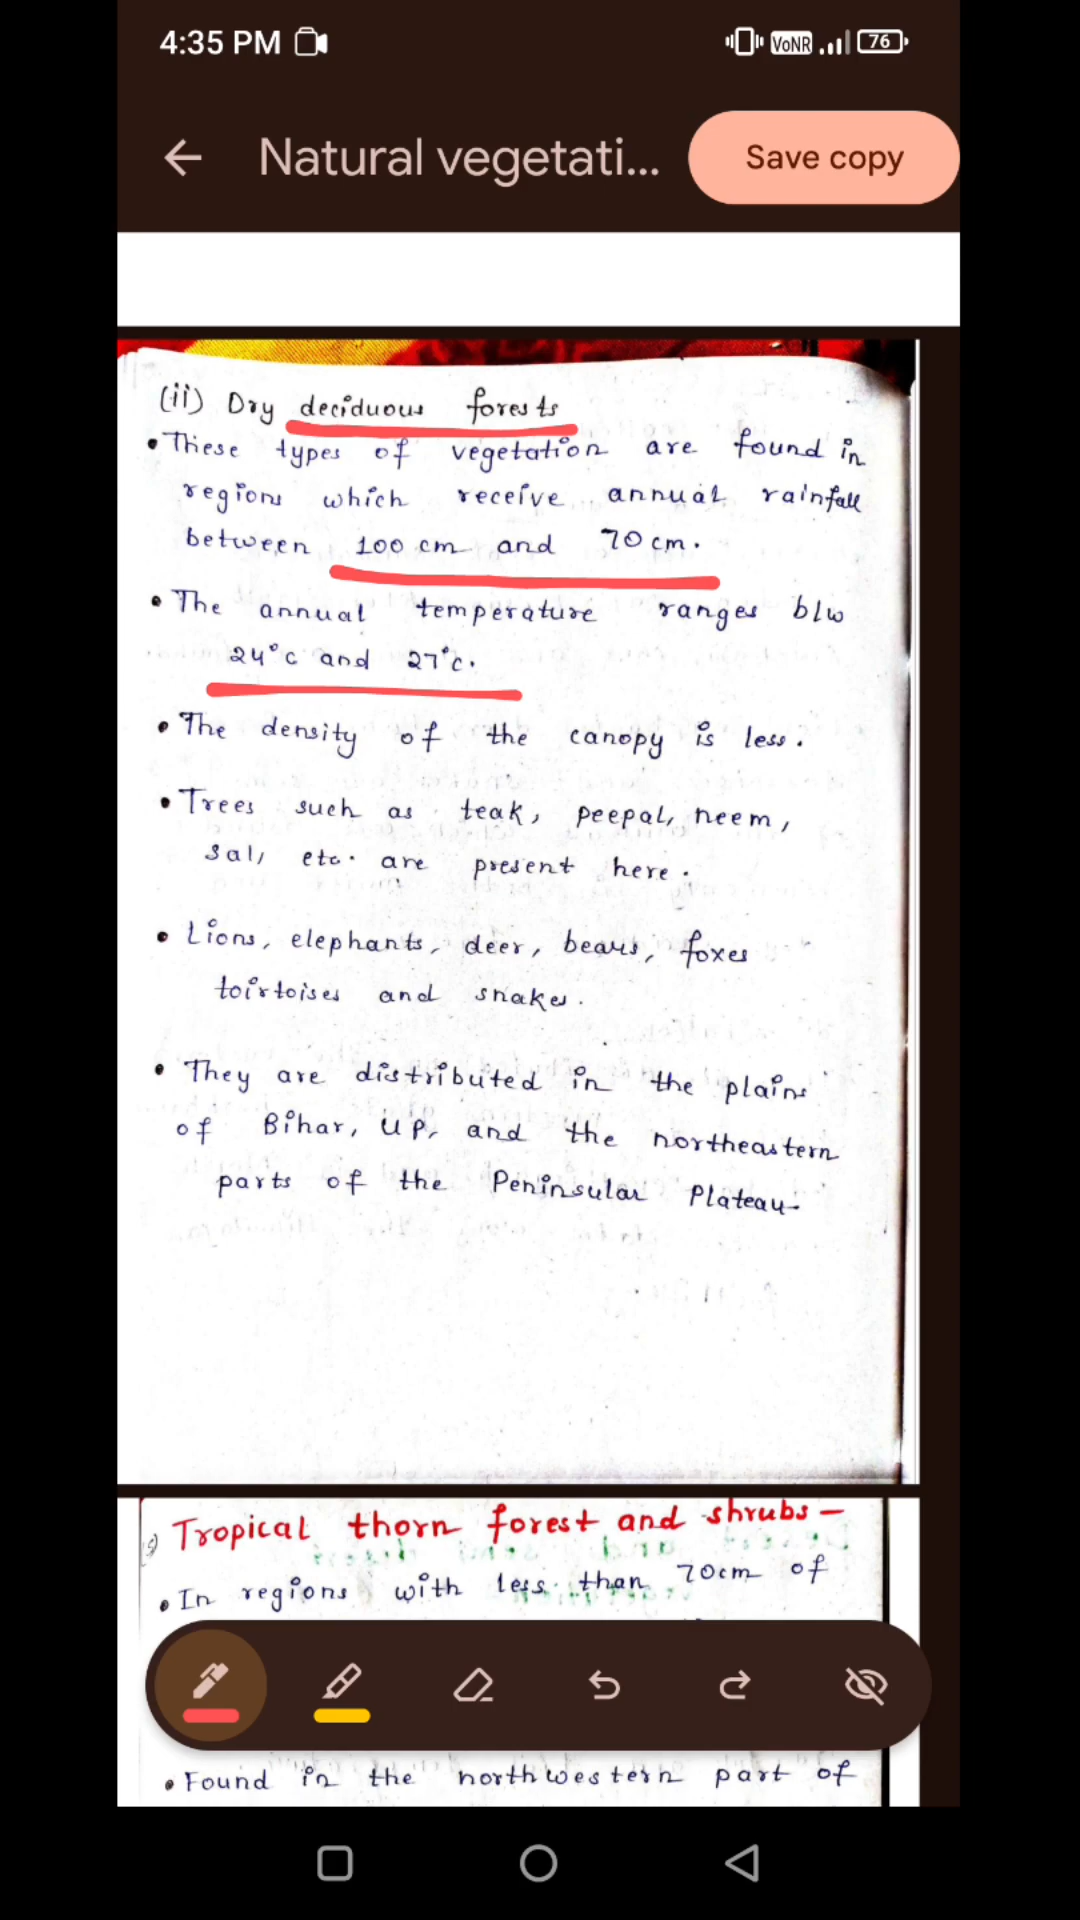 4:35 PM
VoNR
76
Natural vegetati...
Save copy
(ii) Dry deciduous forests
• These types of vegetation are found in
regions which receive annual rainfall
between 100 cm and 70 cm.
• The annual temperature ranges b/w
24°c and 27°c.
• The density of the canopy is less.
• Trees such as teak, peepal, neem,
sal, etc. are present here.
• Lions, elephants, deer, bears, foxes
toirtoises and snakes.
• They are distributed in the plains
of Bihar, UP, and the northeastern
parts of the Peninsular Plateau-
Tropical thorn forest and shrubs —
• In regions with less than 70cm of
• Found in the northwestern part of